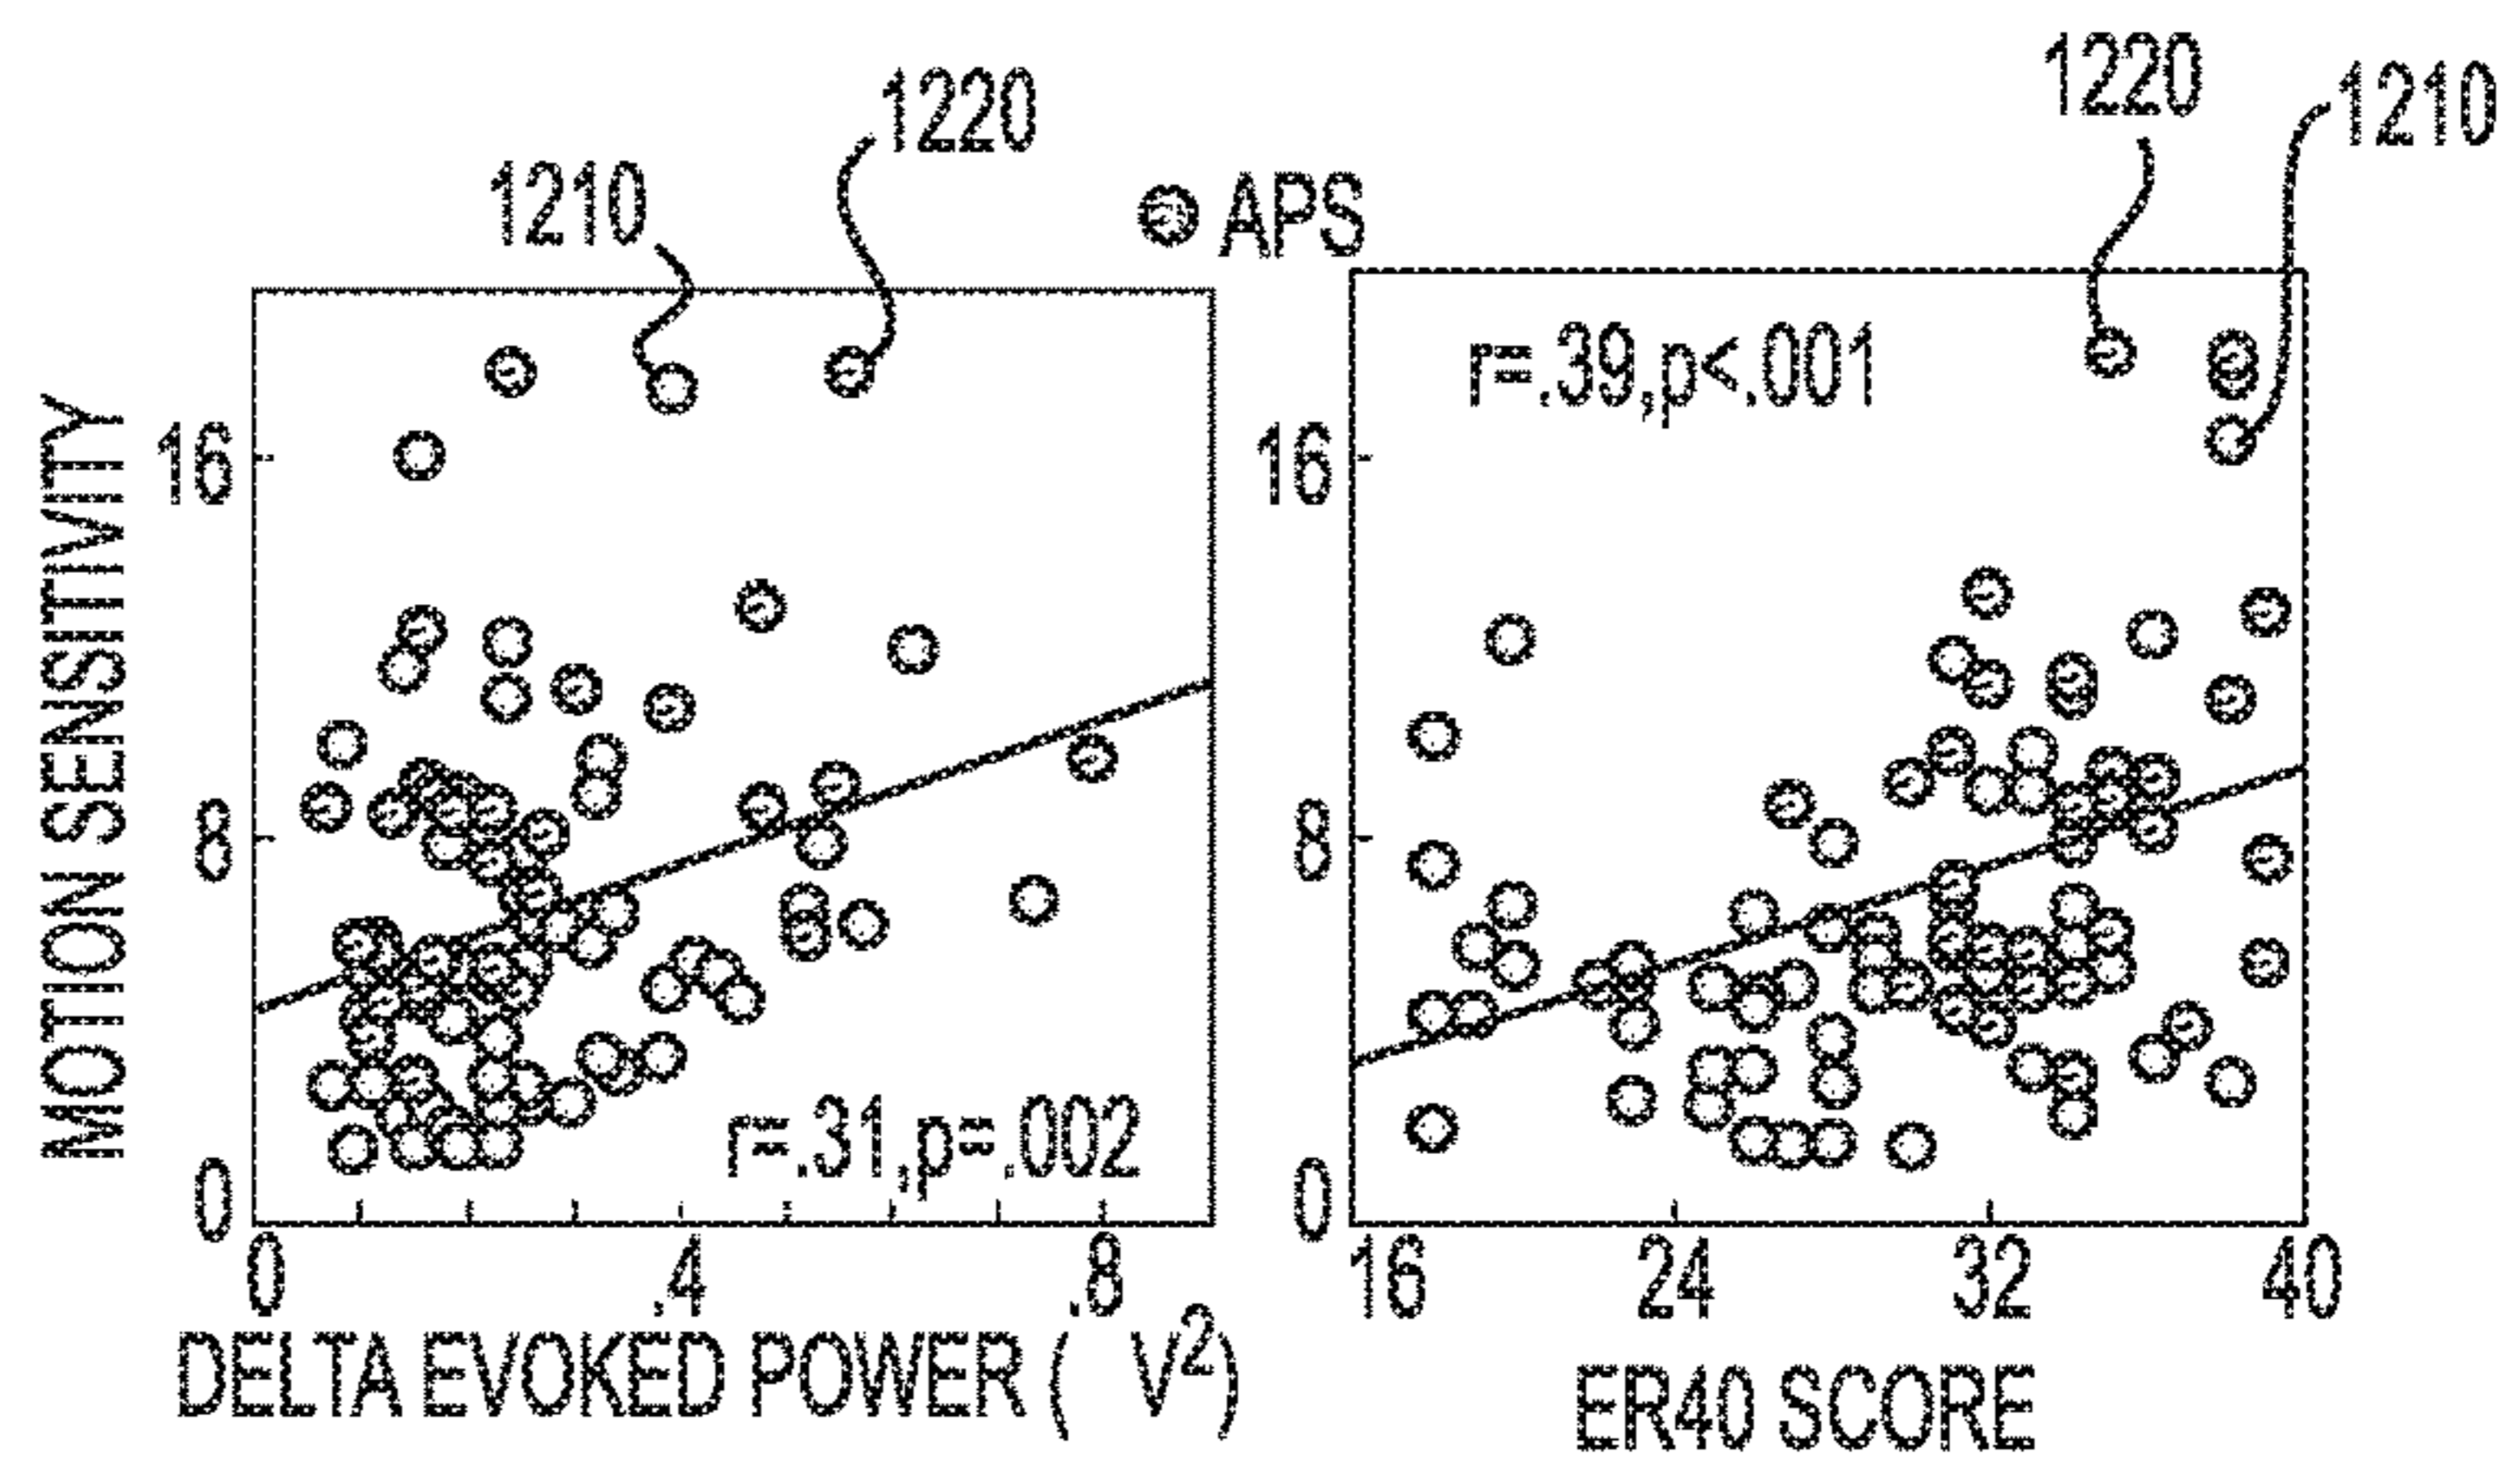 1220
1210
1220
1210
APS
MOTION SENSITIVITY
16
8
0
r=.31,p=.002
0 .4 .8
DELTA EVOKED POWER ( V²)
r=.39,p<.001
16
8
0
16 24 32 40
ER40 SCORE